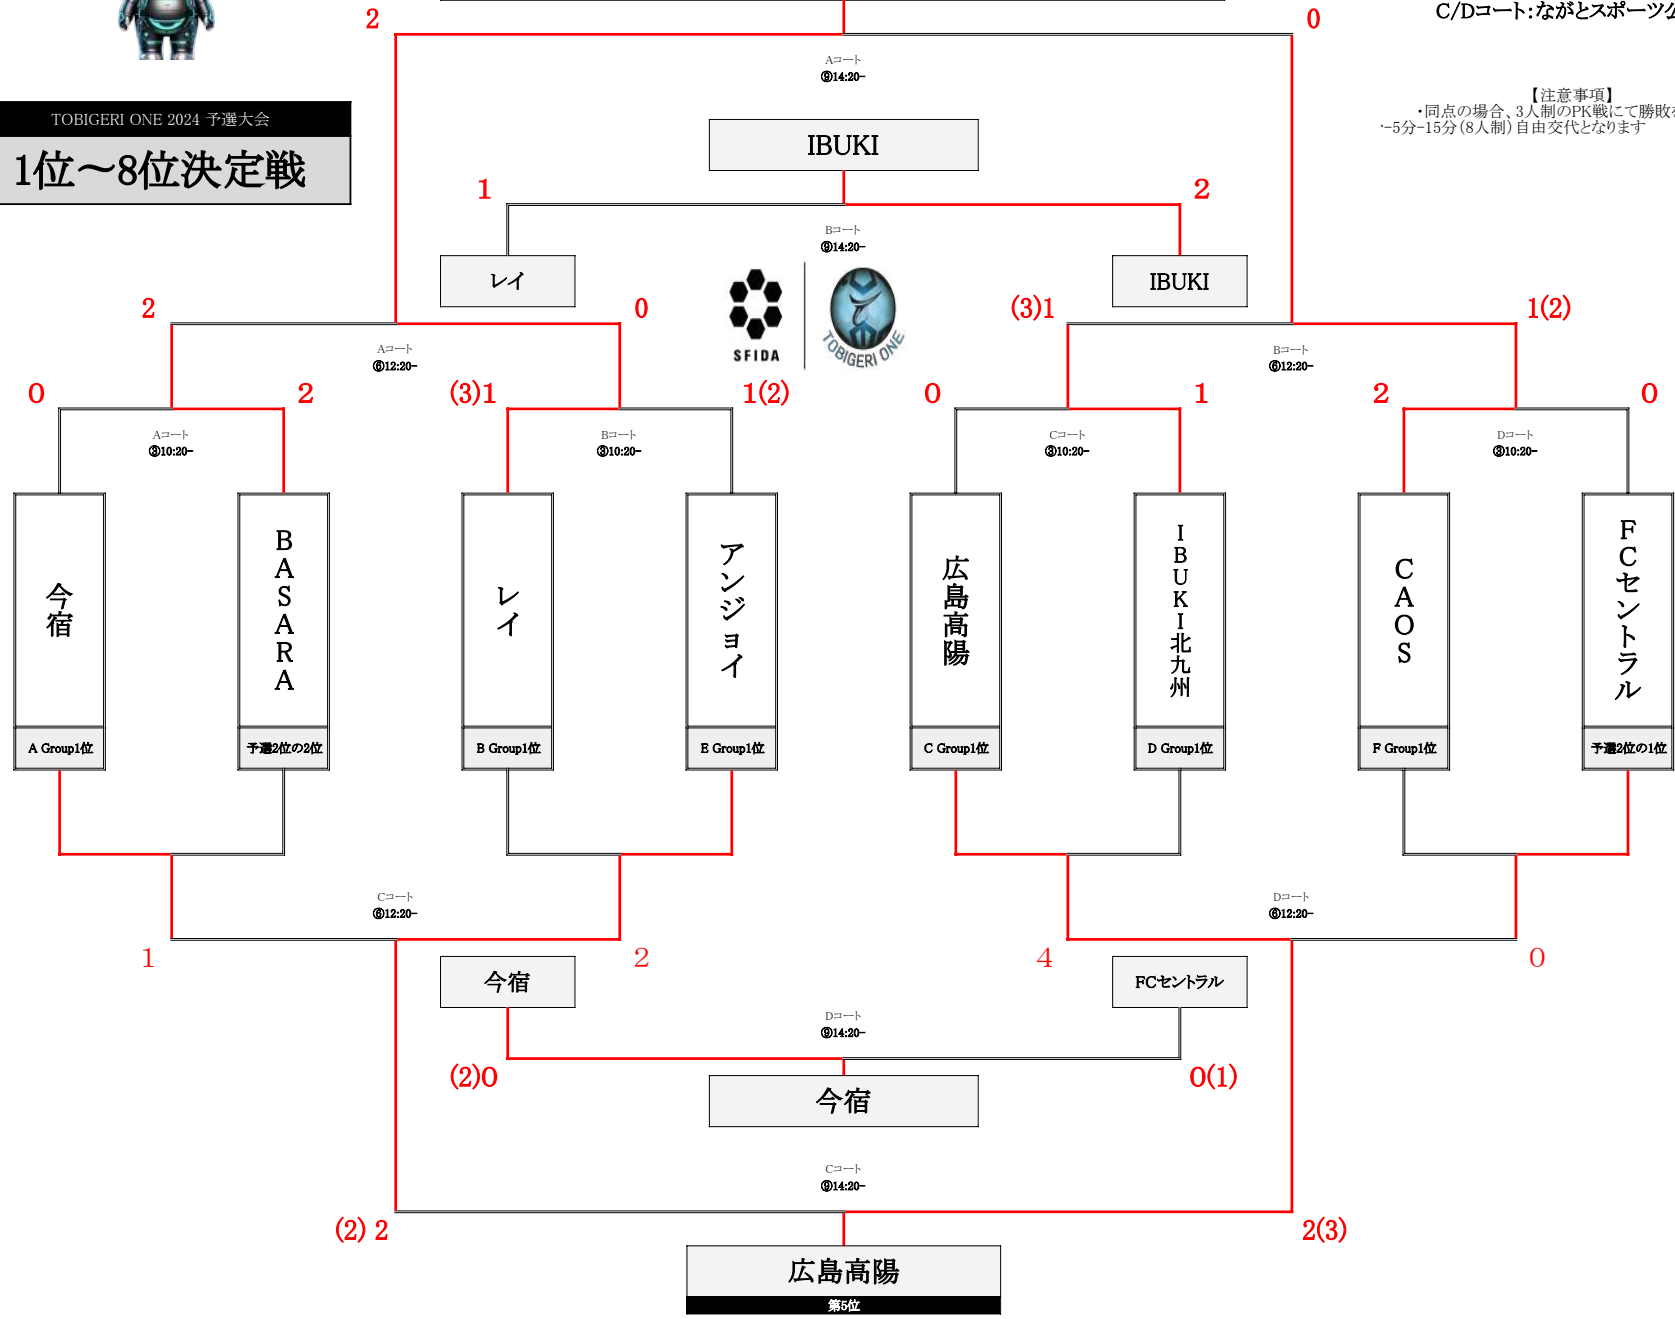 C/Dコート：ながとスポーツ公
2
0
Aコート
⑨14:20-
【注意事項】
・同点の場合、3人制のPK戦にて勝敗を
-5分-15分（8人制）自由交代となります
TOBIGERI ONE 2024 予選大会
1位～8位決定戦
IBUKI
1
2
Bコート
⑨14:20-
レイ
IBUKI
SFIDA
TOBIGERI ONE
2
0
(3)1
1(2)
Aコート
⑥12:20-
Bコート
⑥12:20-
0
2
(3)1
1(2)
0
1
2
0
Aコート
③10:20-
Bコート
③10:20-
Cコート
③10:20-
Dコート
③10:20-
今宿
BASARA
レイ
アンジョイ
広島高陽
IBUKI北九州
CAOS
FCセントラル
A Group1位
予選2位の2位
B Group1位
E Group1位
C Group1位
D Group1位
F Group1位
予選2位の1位
Cコート
⑥12:20-
Dコート
⑥12:20-
1
2
4
0
今宿
FCセントラル
Dコート
⑨14:20-
(2)0
0(1)
今宿
Cコート
⑨14:20-
(2) 2
2(3)
広島高陽
第5位